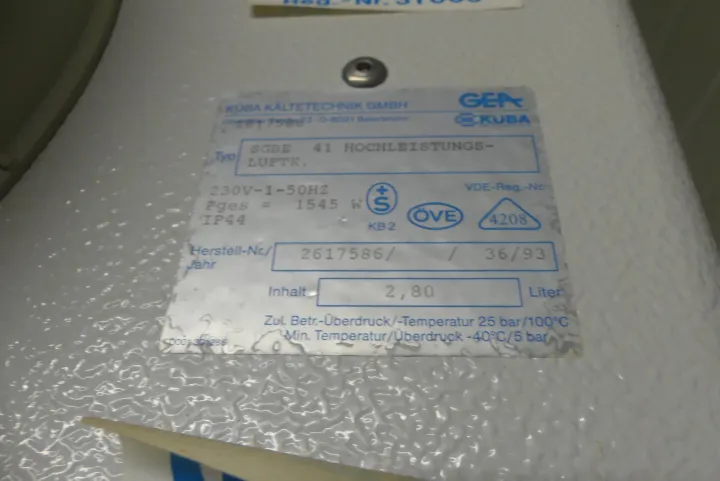 KÜBA KÄLTETECHNIK GMBH
GEA
KÜBA
2617586
Typ SGBE 41 HOCHLEISTUNGS-
LUFTK.
230V-1-50HZ
Pges = 1545 W
IP44
S
KB2
ÖVE
VDE-Reg.-Nr.
4208
Herstell-Nr./
Jahr
2617586/ / 36/93
Inhalt 2,80 Liter
Zul. Betr.-Überdruck/-Temperatur 25 bar/100°C
Min. Temperatur/Überdruck -40°C/5 bar